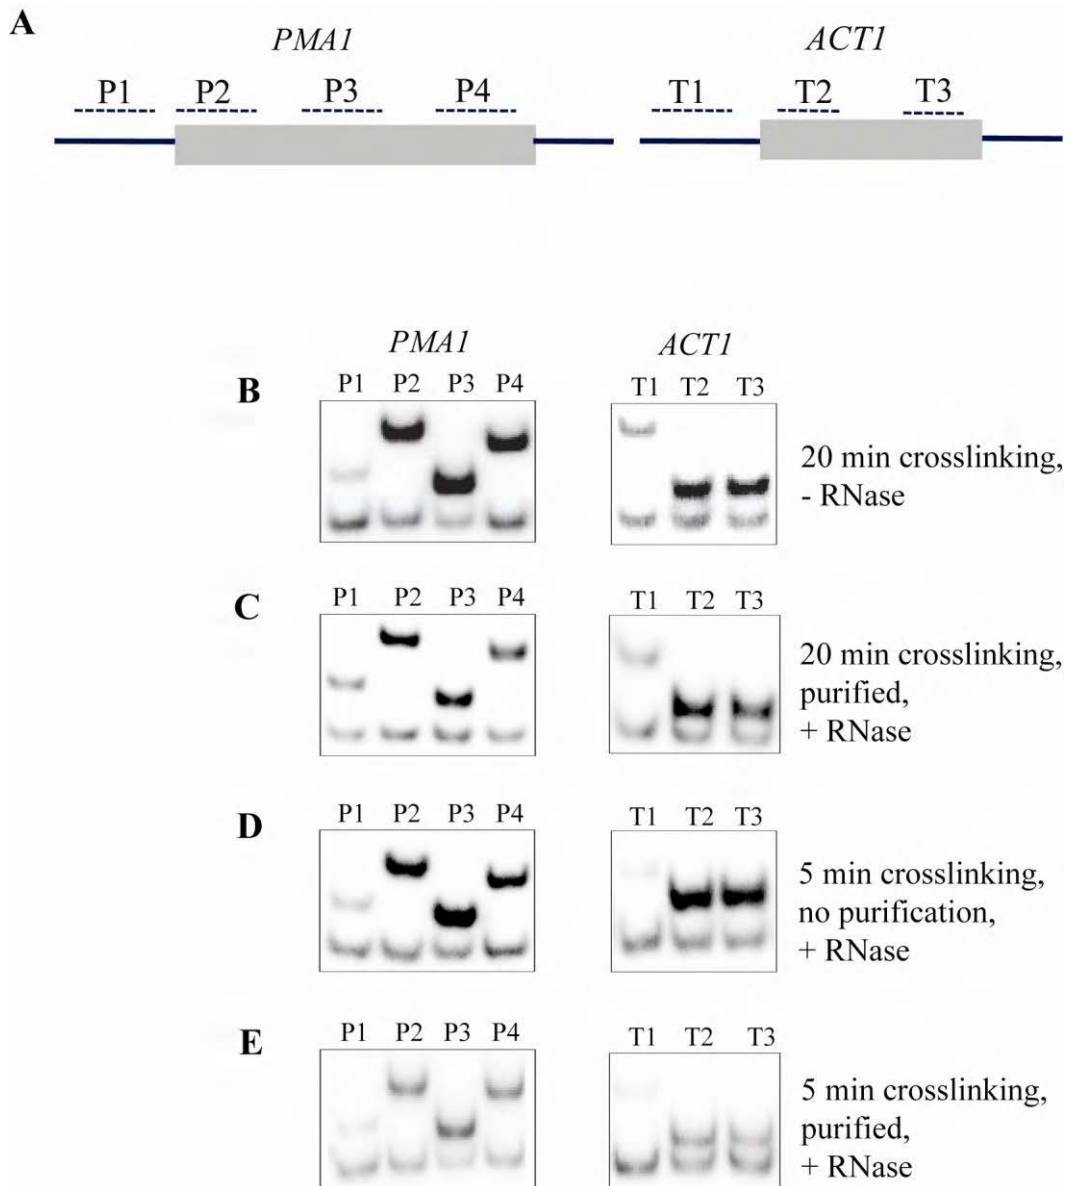 A
PMA1 ACT1
P1 P2 P3 P4 T1 T2 T3
PMA1 ACT1
B
P1 P2 P3 P4 T1 T2 T3
20 min crosslinking,
- RNase
C
P1 P2 P3 P4 T1 T2 T3
20 min crosslinking,
purified,
+ RNase
D
P1 P2 P3 P4 T1 T2 T3
5 min crosslinking,
no purification,
+ RNase
E
P1 P2 P3 P4 T1 T2 T3
5 min crosslinking,
purified,
+ RNase